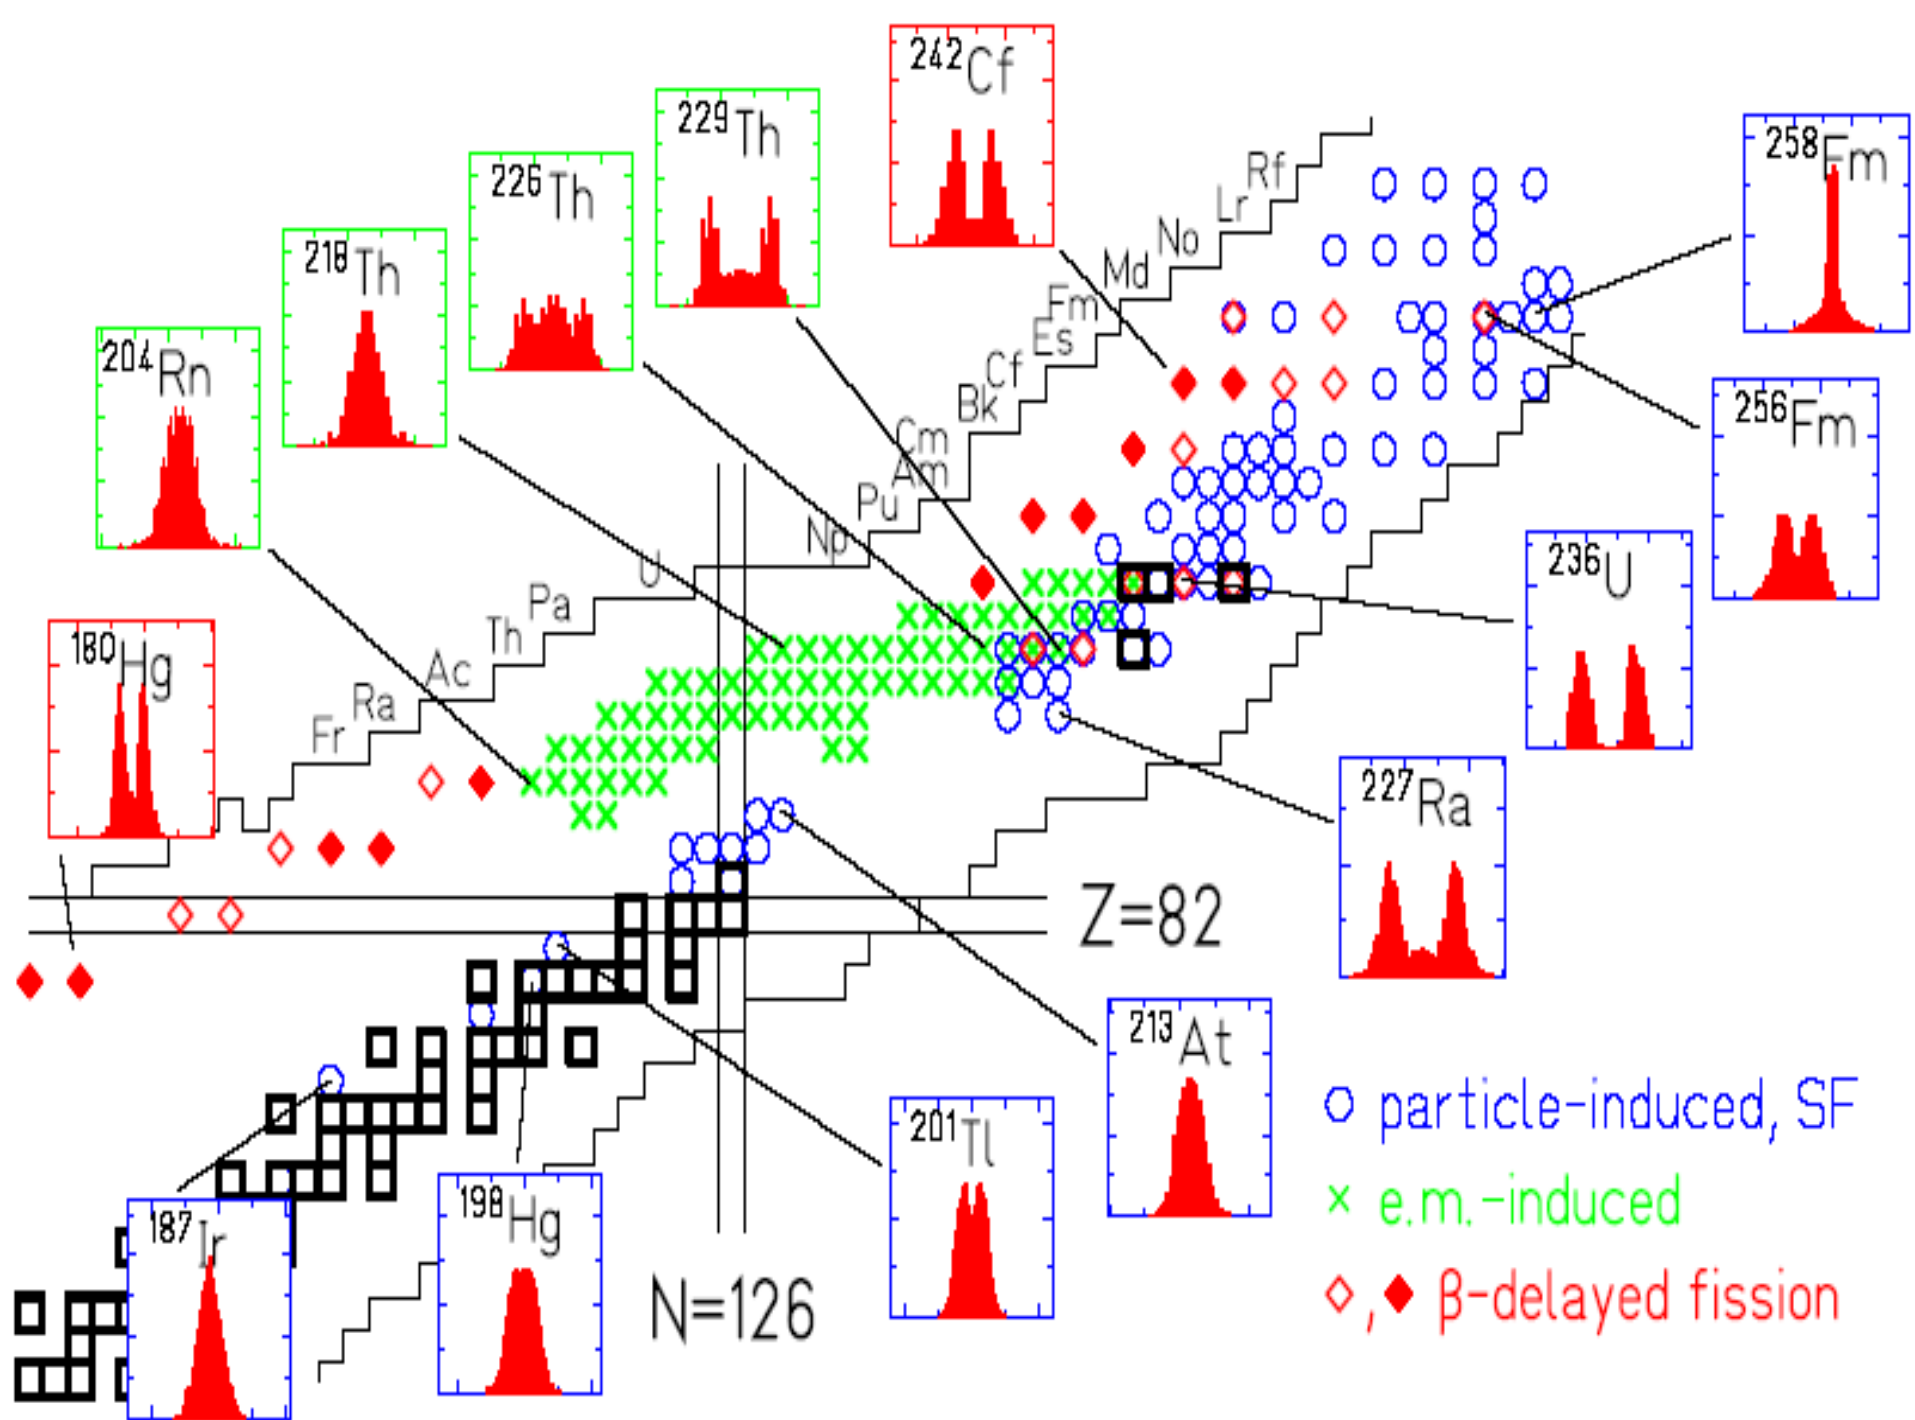 242Cf
229Th
258Fm
226Th
Rf
Lr
218Th
No
Md
Fm
204Rn
Es
Cf
256Fm
Bk
Cm
Am
Pu
Np
236U
U
Pa
180Hg
Th
Ac
Ra
Fr
227Ra
Z=82
213At
201Tl
particle-induced, SF
198Hg
187Ir
e.m.-induced
N=126
β-delayed fission